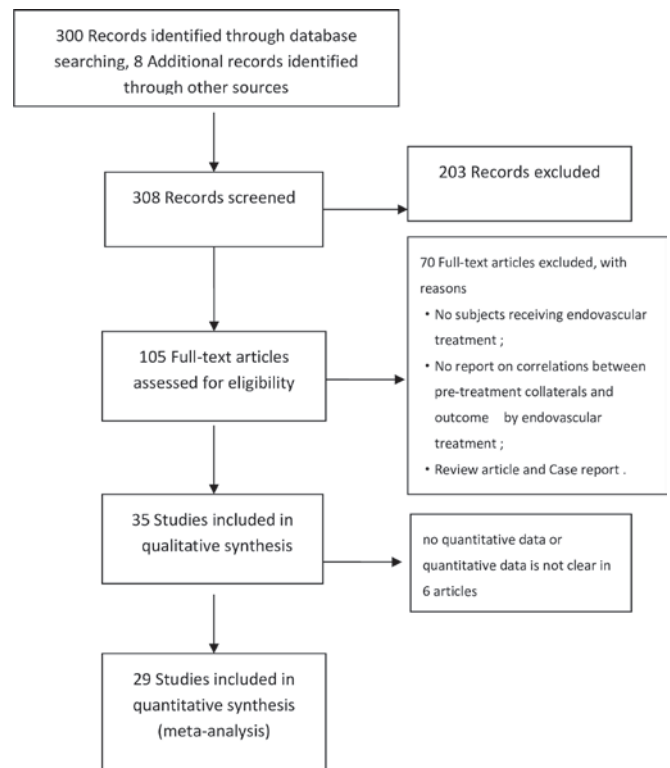 300 Records identified through database
searching, 8 Additional records identified
through other sources
308 Records screened
203 Records excluded
70 Full-text articles excluded, with
reasons
• No subjects receiving endovascular
treatment ;
• No report on correlations between
pre-treatment collaterals and
outcome by endovascular
treatment ;
• Review article and Case report .
105 Full-text articles
assessed for eligibility
35 Studies included in
qualitative synthesis
no quantitative data or
quantitative data is not clear in
6 articles
29 Studies included in
quantitative synthesis
(meta-analysis)